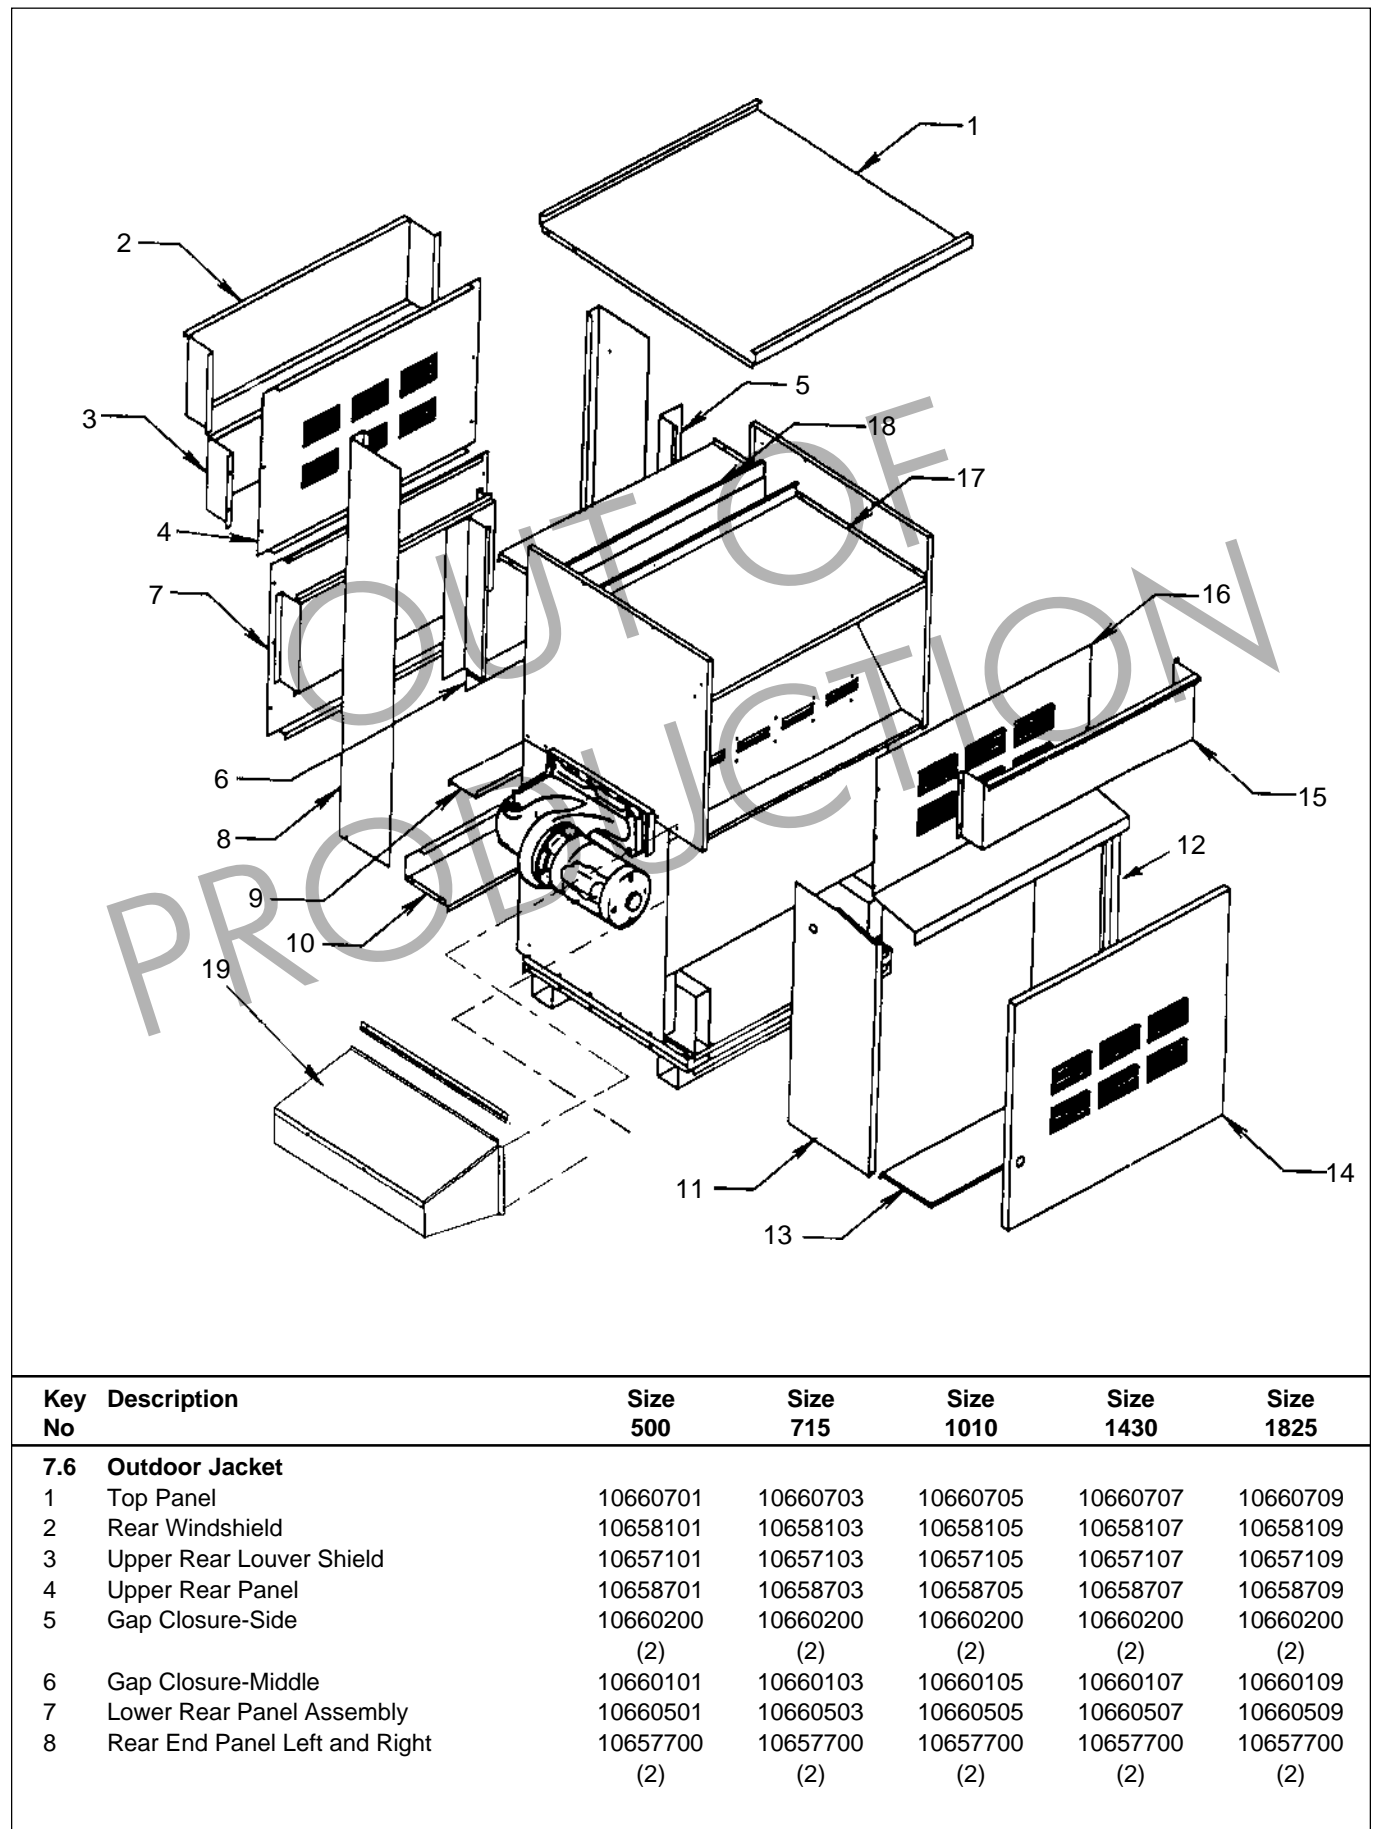 1
2
5
3
18
17
4
7
16
6
15
8
12
9
10
19
11
14
13
OUT OF
PRODUCTION
Key Description Size Size Size Size Size
No 500 715 1010 1430 1825
7.6 Outdoor Jacket
1 Top Panel 10660701 10660703 10660705 10660707 10660709
2 Rear Windshield 10658101 10658103 10658105 10658107 10658109
3 Upper Rear Louver Shield 10657101 10657103 10657105 10657107 10657109
4 Upper Rear Panel 10658701 10658703 10658705 10658707 10658709
5 Gap Closure-Side 10660200 10660200 10660200 10660200 10660200
(2) (2) (2) (2) (2)
6 Gap Closure-Middle 10660101 10660103 10660105 10660107 10660109
7 Lower Rear Panel Assembly 10660501 10660503 10660505 10660507 10660509
8 Rear End Panel Left and Right 10657700 10657700 10657700 10657700 10657700
(2) (2) (2) (2) (2)